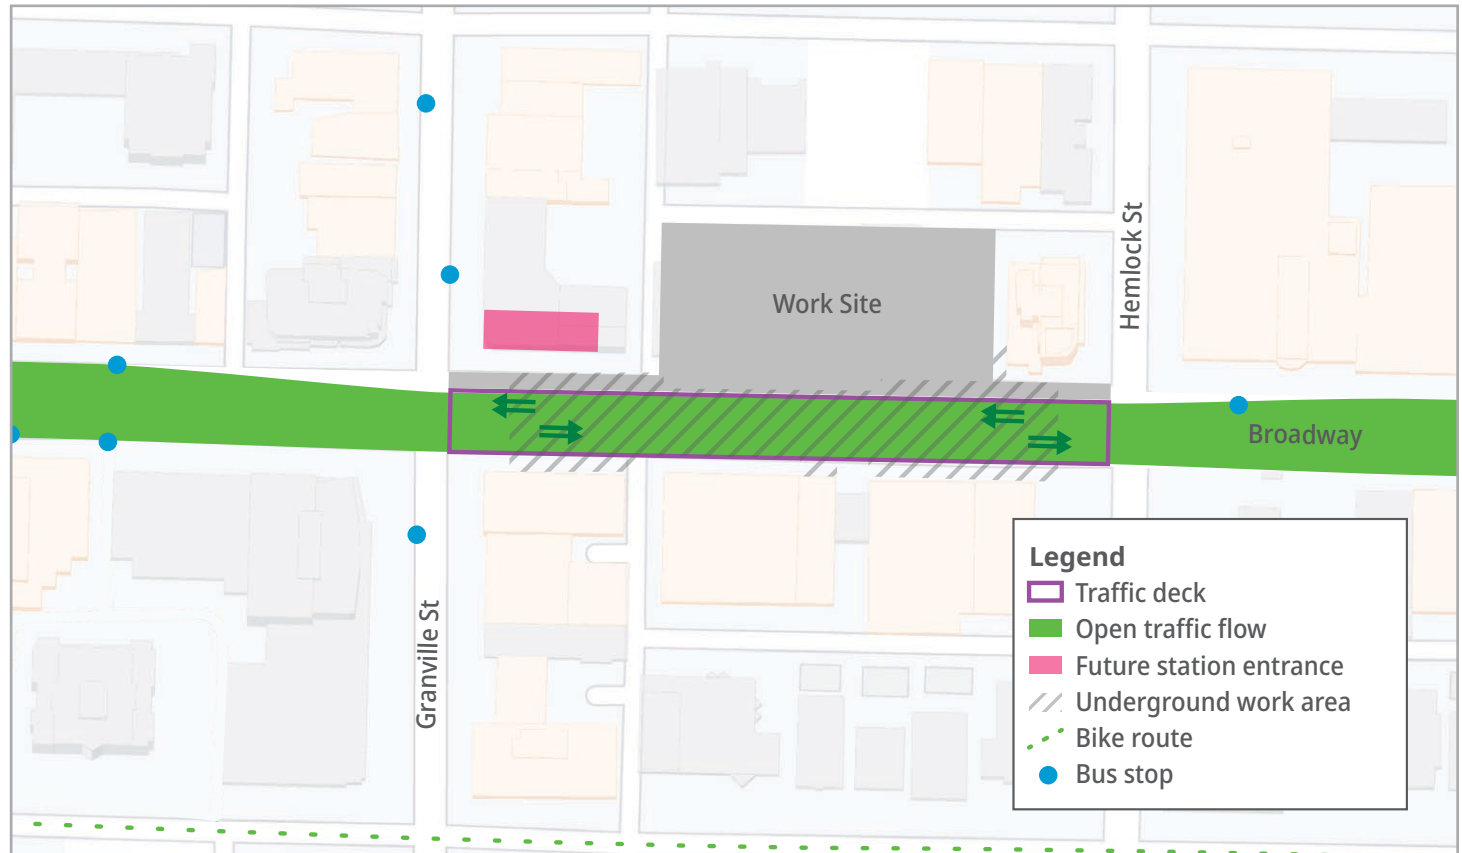 Work Site
Hemlock St
Broadway
Granville St
Legend
Traffic deck
Open traffic flow
Future station entrance
Underground work area
Bike route
Bus stop